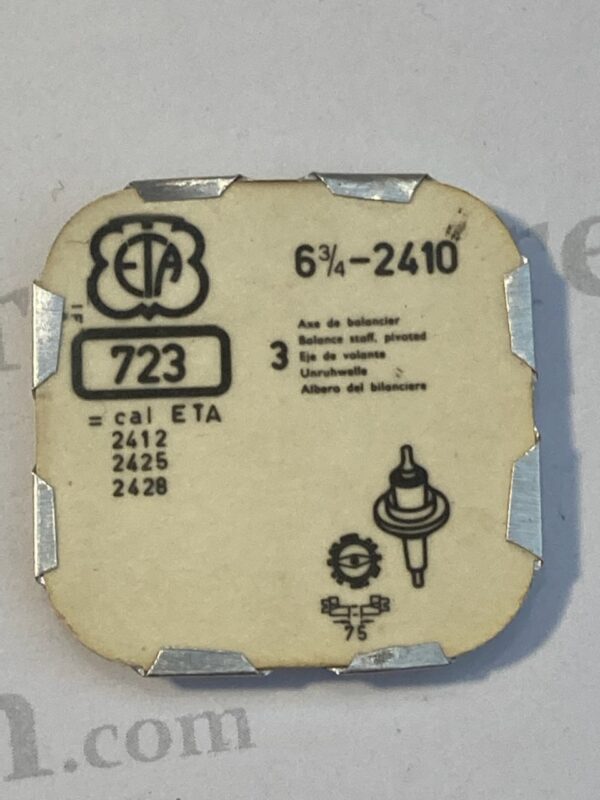 ETA
6¾-2410
723
3
Axe de balancier
Balance staff, pivoted
Eje de volante
Unruhwelle
Albero del bilanciere
= cal ETA
2412
2425
2428
75
.com